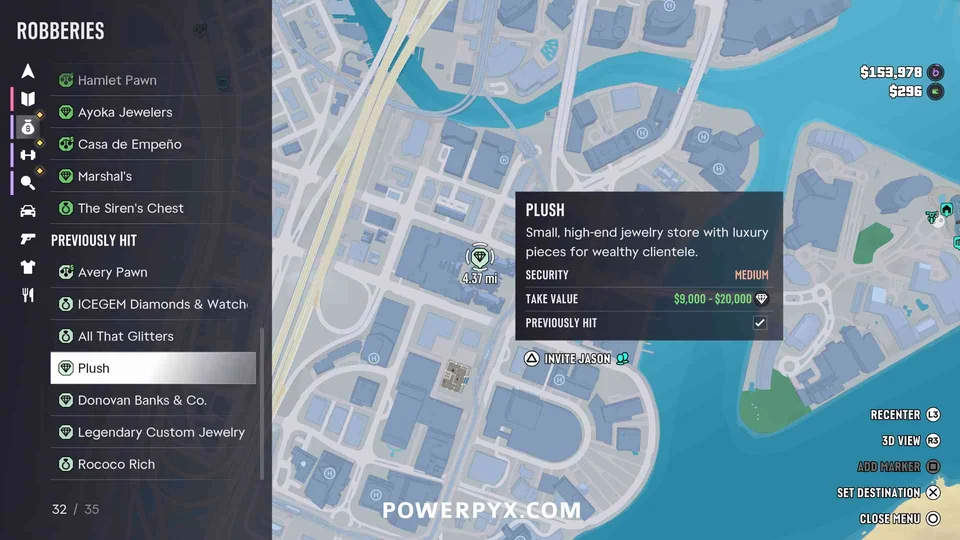 ROBBERIES
Hamlet Pawn
Ayoka Jewelers
Casa de Empeño
Marshal's
The Siren's Chest
PREVIOUSLY HIT
Avery Pawn
ICEGEM Diamonds & Watch
All That Glitters
Plush
Donovan Banks & Co.
Legendary Custom Jewelry
Rococo Rich
32 / 35
$153,978
$296
4.37 mi
PLUSH
Small, high-end jewelry store with luxury
pieces for wealthy clientele.
SECURITY MEDIUM
TAKE VALUE $9,000 - $20,000
PREVIOUSLY HIT
INVITE JASON
H
H
H
H
H
H
H
H
H
RECENTER L3
3D VIEW R3
ADD MARKER
SET DESTINATION
CLOSE MENU
POWERPYX.COM